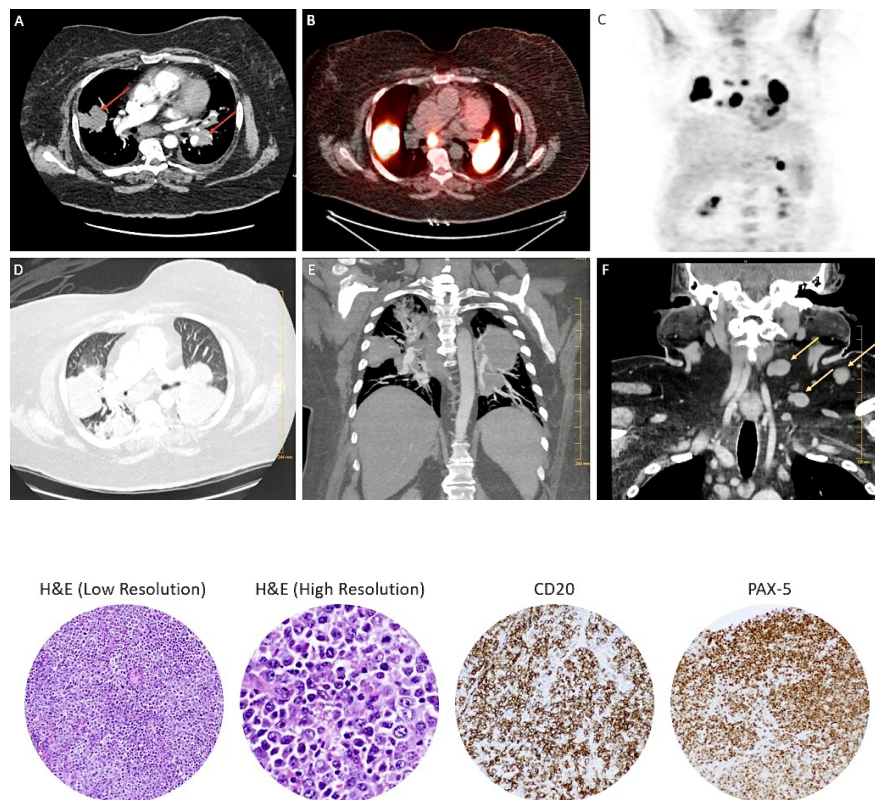 A
B
C
D
E
F
H&E (Low Resolution)
H&E (High Resolution)
CD20
PAX-5